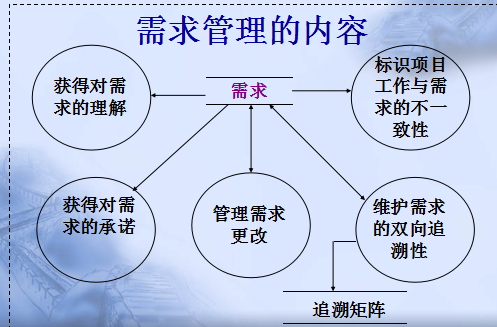 需求管理的内容
获得对需
求的理解
需求
标识项目
工作与需
求的不一
致性
获得对需
求的承诺
管理需求
更改
维护需求
的双向追
溯性
追溯矩阵